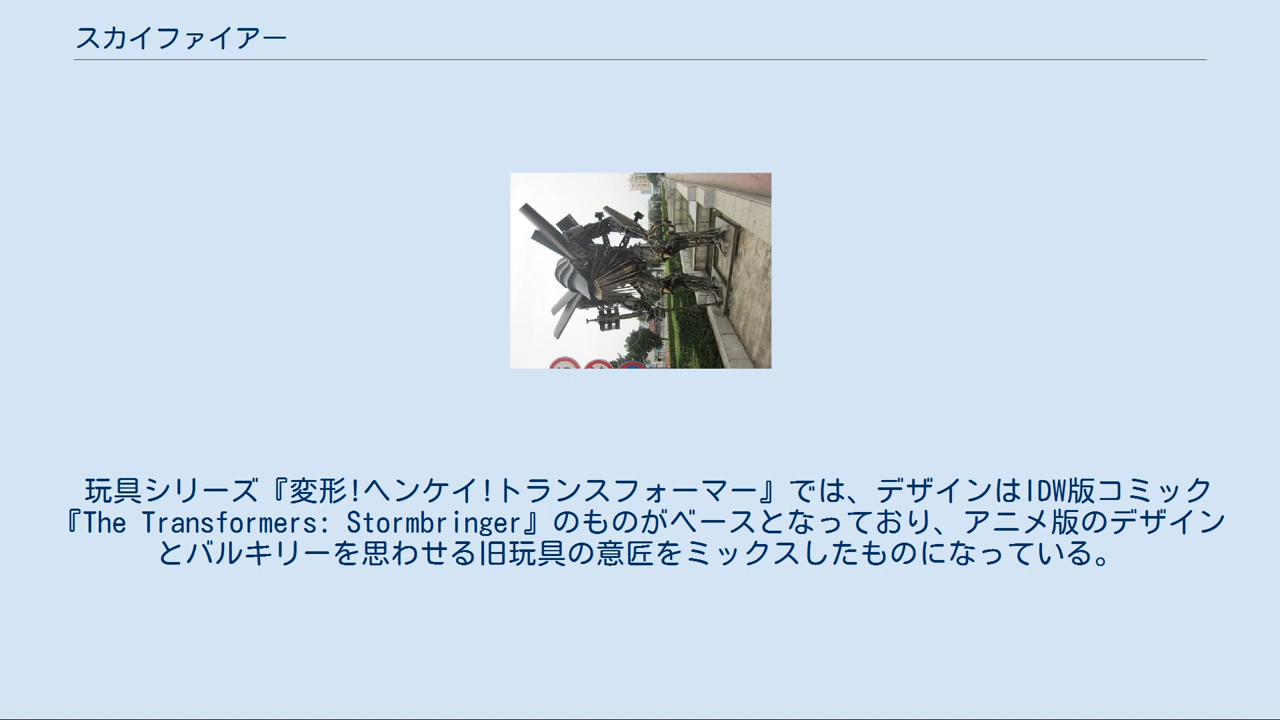 スカイファイアー
玩具シリーズ『変形!ヘンケイ!トランスフォーマー』では、デザインはIDW版コミック
『The Transformers: Stormbringer』のものがベースとなっており、アニメ版のデザイン
とバルキリーを思わせる旧玩具の意匠をミックスしたものになっている。